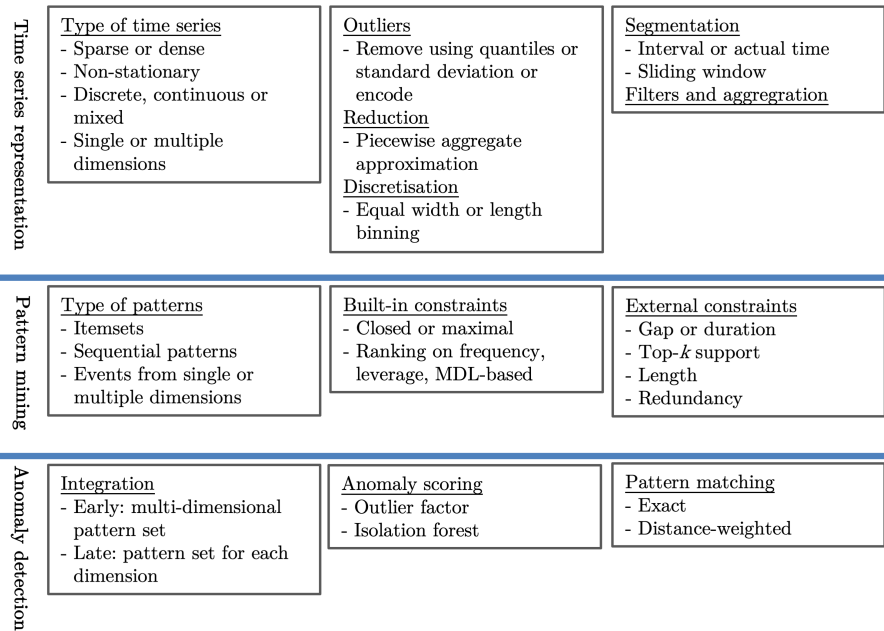 Time series representation
Type of time series
- Sparse or dense
- Non-stationary
- Discrete, continuous or
mixed
- Single or multiple
dimensions
Outliers
- Remove using quantiles or
standard deviation or
encode
Reduction
- Piecewise aggregate
approximation
Discretisation
- Equal width or length
binning
Segmentation
- Interval or actual time
- Sliding window
Filters and aggregration
Pattern mining
Type of patterns
- Itemsets
- Sequential patterns
- Events from single or
multiple dimensions
Built-in constraints
- Closed or maximal
- Ranking on frequency,
leverage, MDL-based
External constraints
- Gap or duration
- Top-k support
- Length
- Redundancy
Anomaly detection
Integration
- Early: multi-dimensional
pattern set
- Late: pattern set for each
dimension
Anomaly scoring
- Outlier factor
- Isolation forest
Pattern matching
- Exact
- Distance-weighted